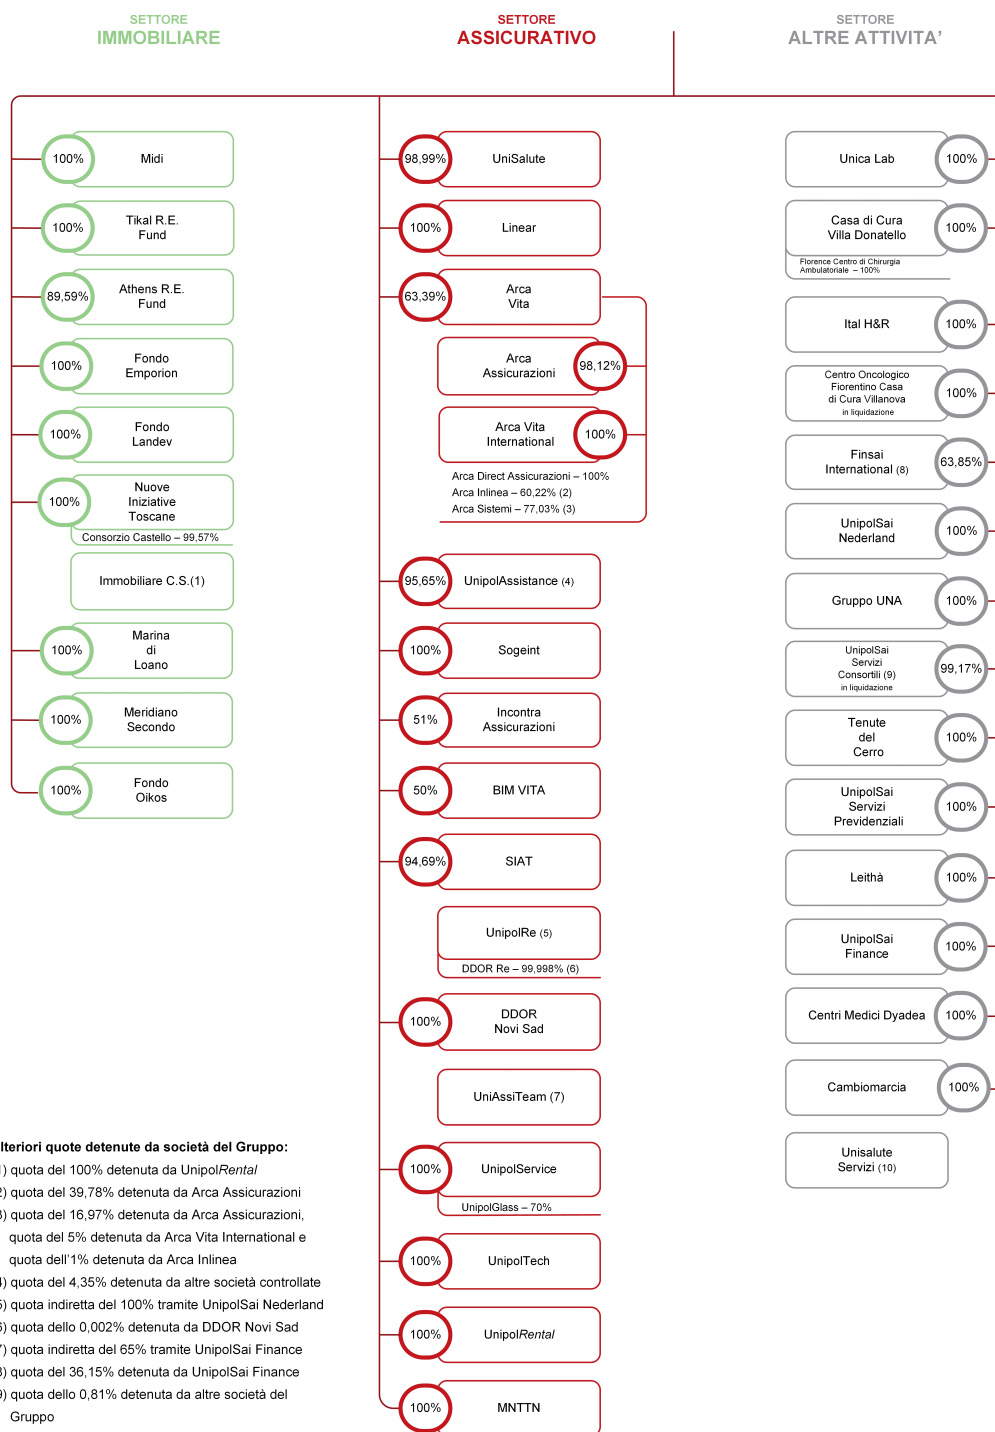 SETTORE
IMMOBILIARE
100%
Midi
100%
Tikal R.E.
Fund
89,59%
Athens R.E.
Fund
100%
Fondo
Emporion
100%
Fondo
Landev
100%
Nuove
Iniziative
Toscane
Consorzio Castello – 99,57%
Immobiliare C.S.(1)
100%
Marina
di
Loano
100%
Meridiano
Secondo
100%
Fondo
Oikos
SETTORE
ASSICURATIVO
98,99%
UniSalute
100%
Linear
63,39%
Arca
Vita
Arca
Assicurazioni
98,12%
Arca Vita
International
100%
Arca Direct Assicurazioni – 100%
Arca Inlinea – 60,22% (2)
Arca Sistemi – 77,03% (3)
95,65%
UnipolAssistance (4)
100%
Sogeint
51%
Incontra
Assicurazioni
50%
BIM VITA
94,69%
SIAT
UnipolRe (5)
DDOR Re – 99,998% (6)
100%
DDOR
Novi Sad
UniAssiTeam (7)
100%
UnipolService
UnipolGlass – 70%
100%
UnipolTech
100%
UnipolRental
100%
MNTTN
SETTORE
ALTRE ATTIVITA’
Unica Lab
100%
Casa di Cura
Villa Donatello
100%
Florence Centro di Chirurgia
Ambulatoriale – 100%
Ital H&R
100%
Centro Oncologico
Fiorentino Casa
di Cura Villanova
in liquidazione
100%
Finsai
International (8)
63,85%
UnipolSai
Nederland
100%
Gruppo UNA
100%
UnipolSai
Servizi
Consortili (9)
in liquidazione
99,17%
Tenute
del
Cerro
100%
UnipolSai
Servizi
Previdenziali
100%
Leithà
100%
UnipolSai
Finance
100%
Centri Medici Dyadea
100%
Cambiomarcia
100%
Unisalute
Servizi (10)
lteriori quote detenute da società del Gruppo:
) quota del 100% detenuta da UnipolRental
2) quota del 39,78% detenuta da Arca Assicurazioni
3) quota del 16,97% detenuta da Arca Assicurazioni,
quota del 5% detenuta da Arca Vita International e
quota dell’1% detenuta da Arca Inlinea
4) quota del 4,35% detenuta da altre società controllate
5) quota indiretta del 100% tramite UnipolSai Nederland
6) quota dello 0,002% detenuta da DDOR Novi Sad
7) quota indiretta del 65% tramite UnipolSai Finance
8) quota del 36,15% detenuta da UnipolSai Finance
9) quota dello 0,81% detenuta da altre società del
Gruppo